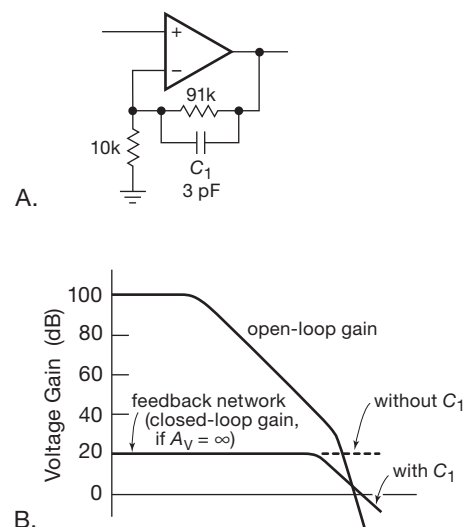 +
−
91k
10k
C1
3 pF
A.
Voltage Gain (dB)
100
80
60
40
20
0
open-loop gain
feedback network
(closed-loop gain,
if AV = ∞)
without C1
with C1
B.